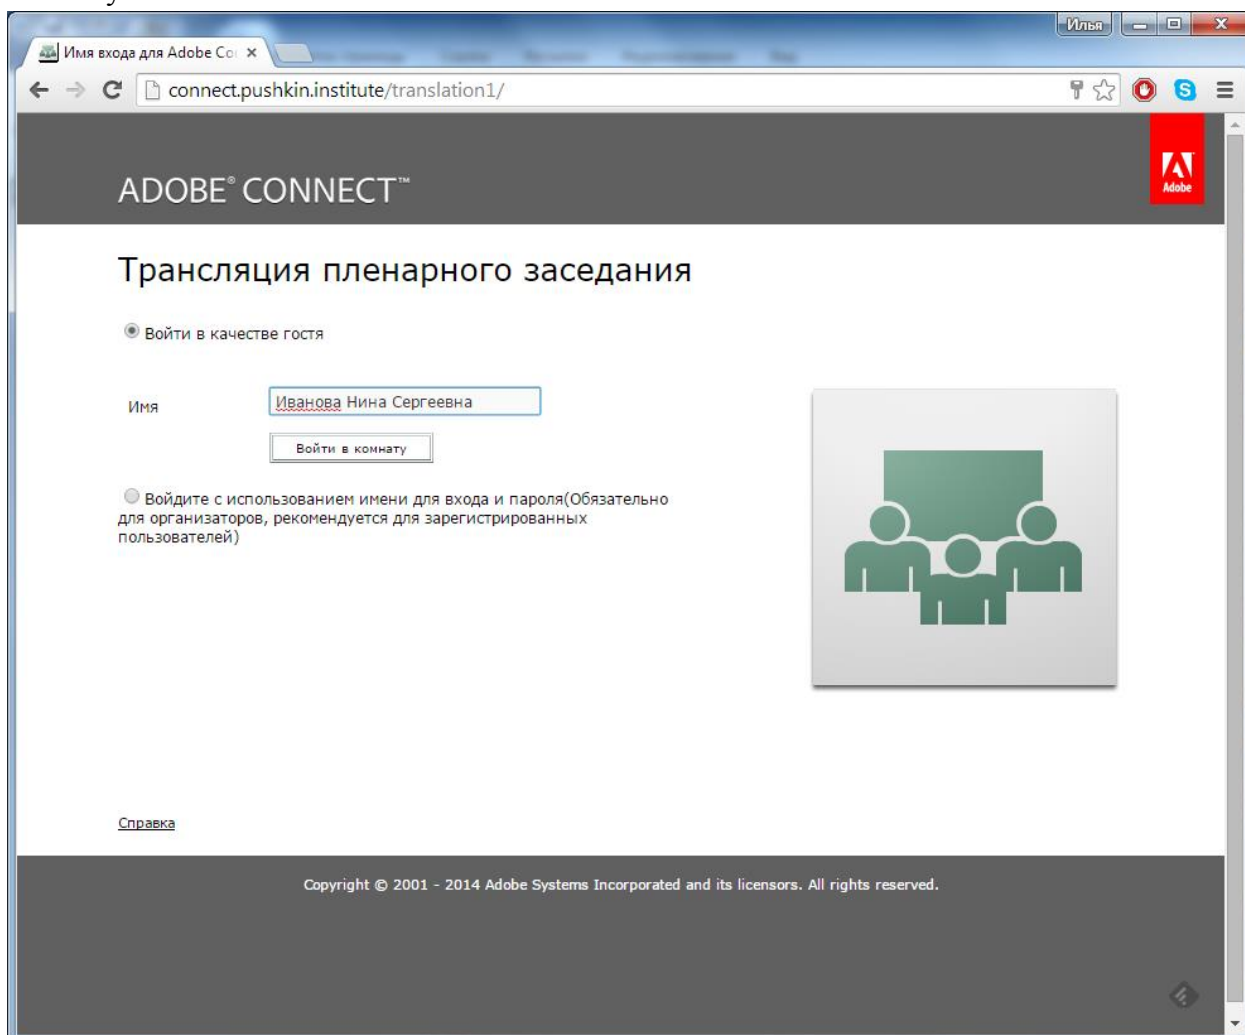 Илья
Имя входа для Adobe Co
connect.pushkin.institute/translation1/
ADOBE® CONNECT™
Adobe
Трансляция пленарного заседания
Войти в качестве гостя
Имя
Иванова Нина Сергеевна
Войти в комнату
Войдите с использованием имени для входа и пароля(Обязательно
для организаторов, рекомендуется для зарегистрированных
пользователей)
Справка
Copyright © 2001 - 2014 Adobe Systems Incorporated and its licensors. All rights reserved.